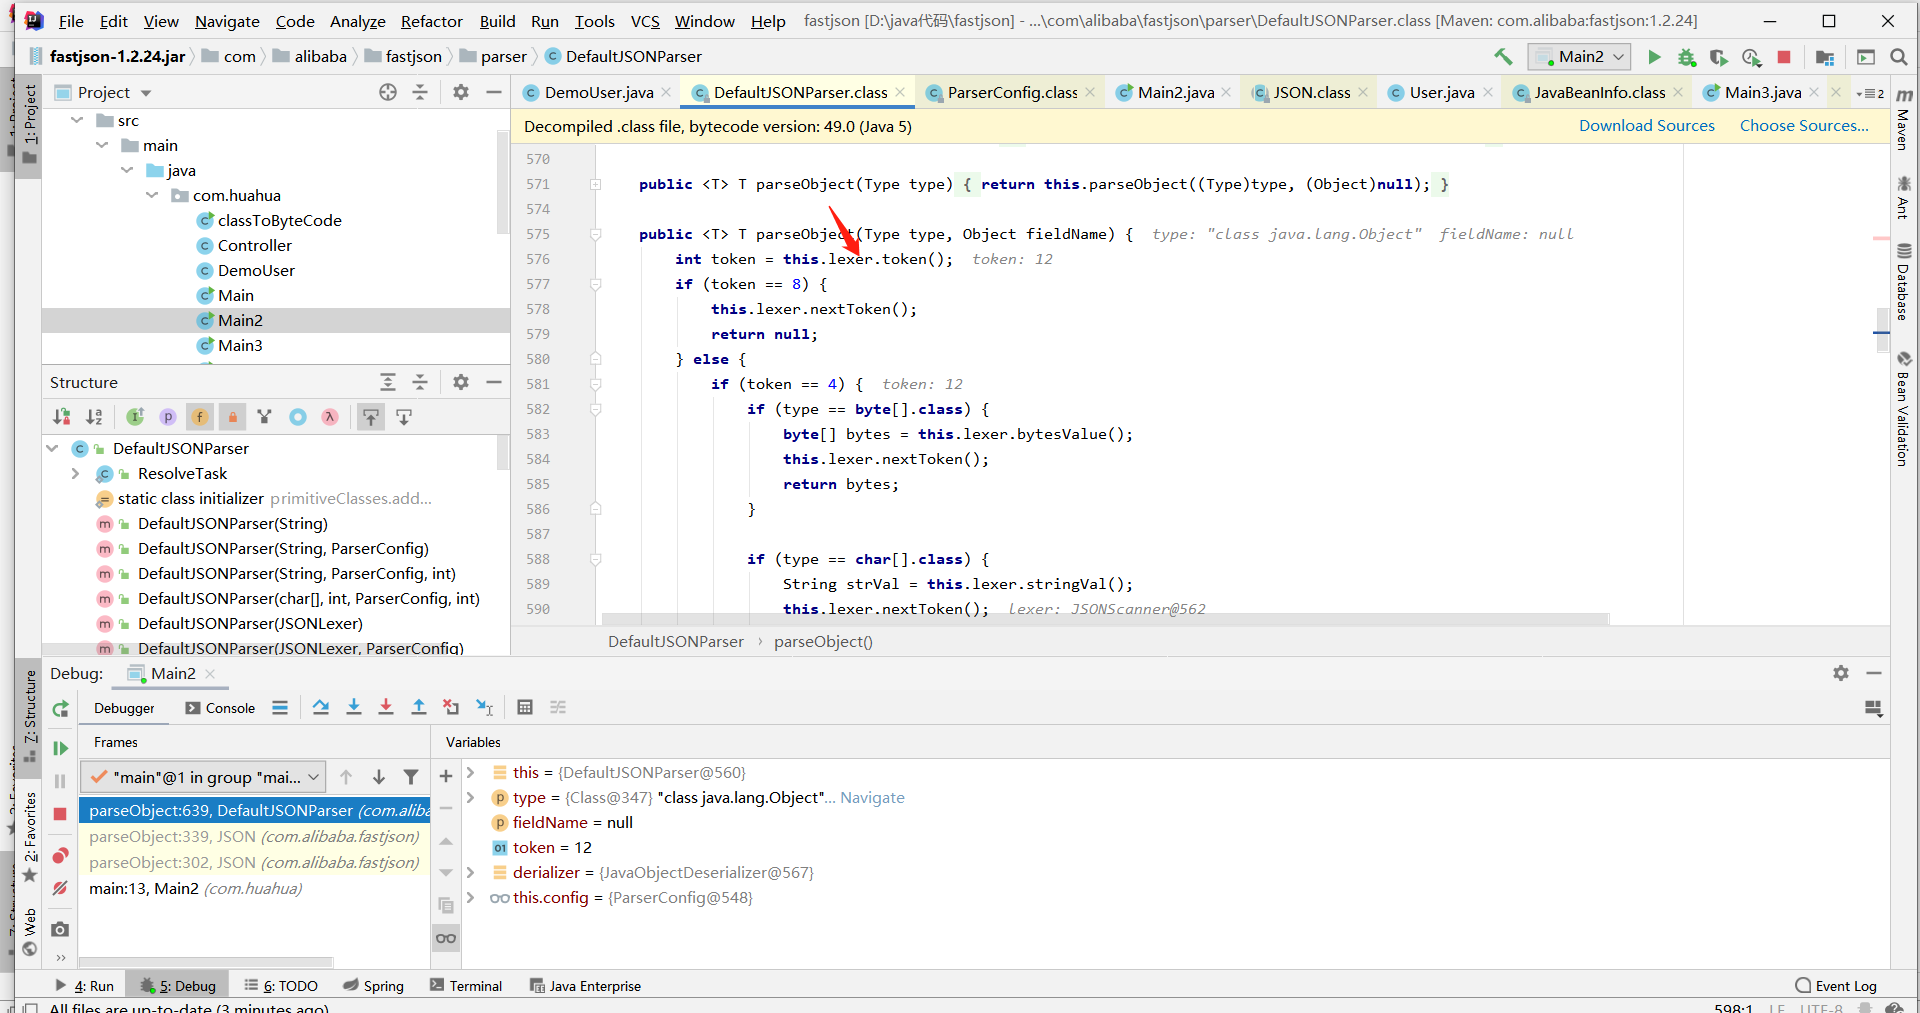 File Edit View Navigate Code Analyze Refactor Build Run Tools VCS Window Help fastjson [D:\java代码\fastjson] - ...\com\alibaba\fastjson\parser\DefaultJSONParser.class [Maven: com.alibaba:fastjson:1.2.24]
fastjson-1.2.24.jar com alibaba fastjson parser DefaultJSONParser Main2
Project
DemoUser.java DefaultJSONParser.class ParserConfig.class Main2.java JSON.class User.java JavaBeanInfo.class Main3.java 2
1: Project
src
main
java
com.huahua
classToByteCode
Controller
DemoUser
Main
Main2
Main3
Structure
DefaultJSONParser
ResolveTask
static class initializer primitiveClasses.add...
DefaultJSONParser(String)
DefaultJSONParser(String, ParserConfig)
DefaultJSONParser(String, ParserConfig, int)
DefaultJSONParser(char[], int, ParserConfig, int)
DefaultJSONParser(JSONLexer)
DefaultJSONParser(JSONLexer, ParserConfig)
Decompiled .class file, bytecode version: 49.0 (Java 5) Download Sources Choose Sources...
570
571 public <T> T parseObject(Type type) { return this.parseObject((Type)type, (Object)null); }
574
575 public <T> T parseObject(Type type, Object fieldName) { type: "class java.lang.Object" fieldName: null
576 int token = this.lexer.token(); token: 12
577 if (token == 8) {
578 this.lexer.nextToken();
579 return null;
580 } else {
581 if (token == 4) { token: 12
582 if (type == byte[].class) {
583 byte[] bytes = this.lexer.bytesValue();
584 this.lexer.nextToken();
585 return bytes;
586 }
587
588 if (type == char[].class) {
589 String strVal = this.lexer.stringVal();
590 this.lexer.nextToken(); lexer: JSONScanner@562
DefaultJSONParser › parseObject()
Maven
Ant
Database
Bean Validation
Debug: Main2
Debugger Console
Frames
Variables
"main"@1 in group "mai...
parseObject:639, DefaultJSONParser (com.aliba
parseObject:339, JSON (com.alibaba.fastjson)
parseObject:302, JSON (com.alibaba.fastjson)
main:13, Main2 (com.huahua)
this = {DefaultJSONParser@560}
type = {Class@347} "class java.lang.Object"... Navigate
fieldName = null
token = 12
derializer = {JavaObjectDeserializer@567}
this.config = {ParserConfig@548}
7: Structure
2: Favorites
Web
4: Run 5: Debug 6: TODO Spring Terminal Java Enterprise Event Log
All files are up-to-date (3 minutes ago) 598:1 LF UTF-8